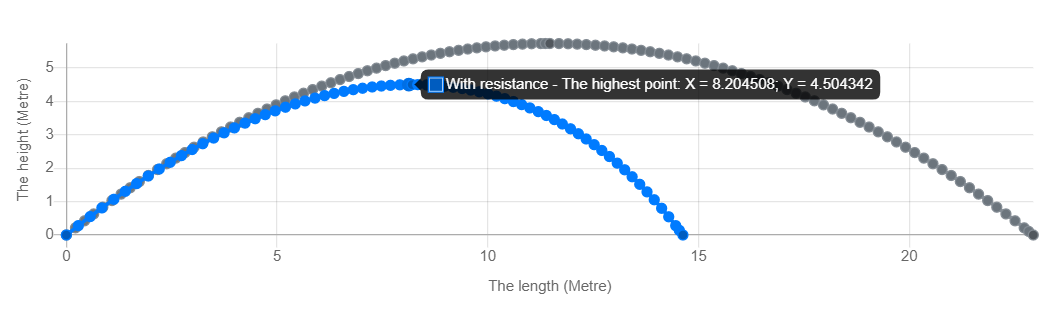 The height (Metre)
5
4
3
2
1
0
With resistance - The highest point: X = 8.204508; Y = 4.504342
0 5 10 15 20
The length (Metre)